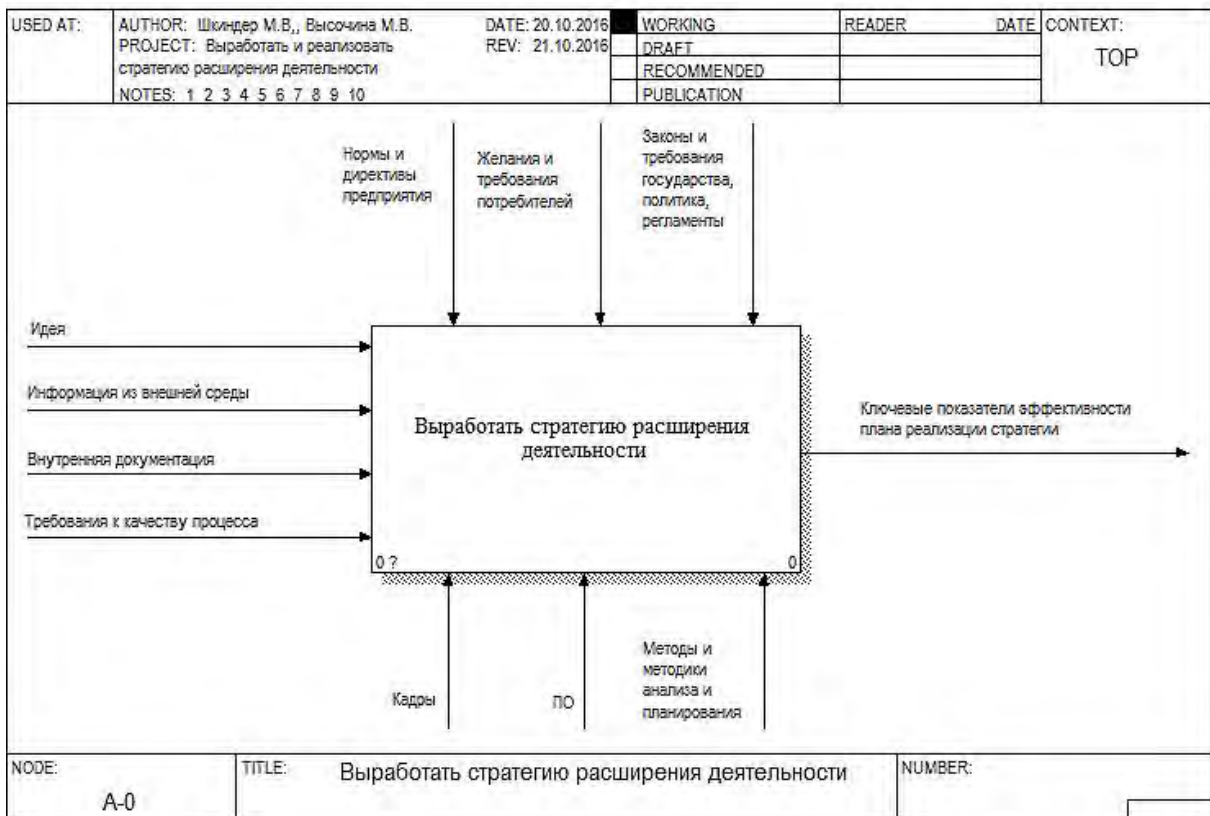 USED AT:
AUTHOR: Шкиндер М.В,, Высочина М.В.
DATE: 20.10.2016
PROJECT: Выработать и реализовать
REV: 21.10.2016
стратегию расширения деятельности
NOTES: 1 2 3 4 5 6 7 8 9 10
WORKING
DRAFT
RECOMMENDED
PUBLICATION
READER
DATE
CONTEXT:
TOP
Нормы и
директивы
предприятия
Желания и
требования
потребителей
Законы и
требования
государства,
политика,
регламенты
Идея
Информация из внешней среды
Внутренняя документация
Требования к качеству процесса
Выработать стратегию расширения
деятельности
0 ?
0
Ключевые показатели эффективности
плана реализации стратегии
Кадры
ПО
Методы и
методики
анализа и
планирования
NODE:
A-0
TITLE:
Выработать стратегию расширения деятельности
NUMBER: